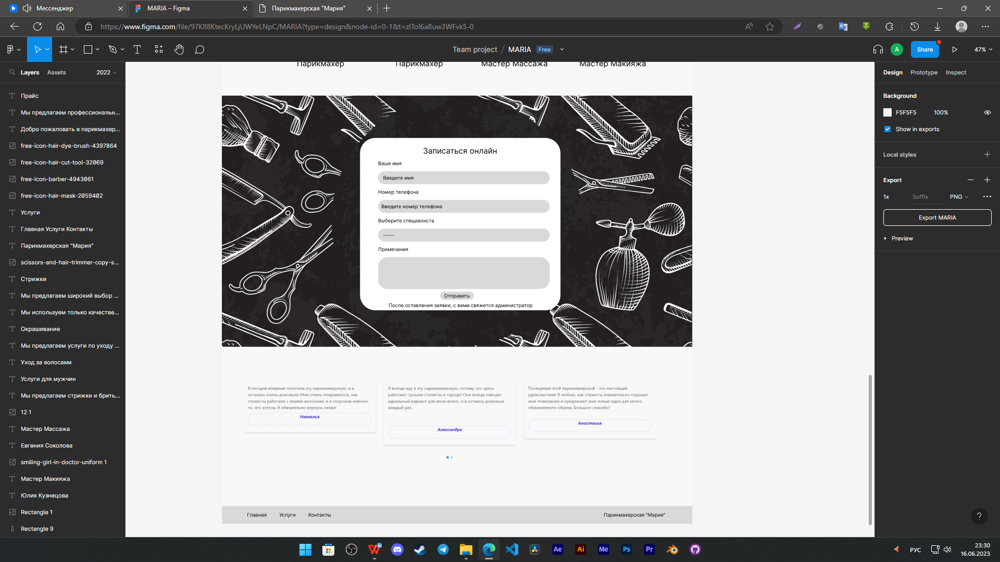 Мессенджер
MARIA – Figma
Парикмахерская "Мария"
https://www.figma.com/file/97K88KtecKryLjUWYeLNpC/MARIA?type=design&node-id=0-1&t=zITol6aBuw3WFvk5-0
Team project / MARIA Free
A
Share
47%
Layers
Assets
2022
Прайс
Мы предлагаем профессиональн...
Добро пожаловать в парикмахер...
free-icon-hair-dye-brush-4397864
free-icon-hair-cut-tool-32069
free-icon-barber-4943061
free-icon-hair-mask-2059402
Услуги
Главная Услуги Контакты
Парикмахерская "Мария"
scissors-and-hair-trimmer-copy-s...
Стрижки
Мы предлагаем широкий выбор ...
Мы используем только качестве...
Окрашивание
Мы предлагаем услуги по уходу ...
Уход за волосами
Услуги для мужчин
Мы предлагаем стрижки и брить...
12 1
Мастер Массажа
Евгения Соколова
smiling-girl-in-doctor-uniform 1
Мастер Макияжа
Юлия Кузнецова
Rectangle 1
Rectangle 9
Парикмахер
Парикмахер
Мастер Массажа
Мастер Макияжа
Записаться онлайн
Ваше имя
Введите имя
Номер телефона
Введите номер телефона
Выберите специалиста
-----
Примечания
Отправить
После оставления заявки, с вами свяжется администратор
Я сегодня впервые посетила эту парикмахерскую, и я
осталась очень довольна! Мне очень понравилось, как
стилисты работали с моими волосами, и я получила именно
то, что хотела. Я обязательно вернусь снова!
Наталья
Я всегда иду в эту парикмахерскую, потому что здесь
работают лучшие стилисты в городе! Они всегда находят
идеальный вариант для моих волос, и я остаюсь довольна
каждый раз.
Александра
Посещение этой парикмахерской - это настоящее
удовольствие! Я люблю, как стилисты внимательно слушают
мои пожелания и предлагают мне новые идеи для моего
обновленного образа. Большое спасибо!
Анастасия
Главная
Услуги
Контакты
Парикмахерская "Мария"
Design
Prototype
Inspect
Background
F5F5F5
100%
Show in exports
Local styles
Export
1x
Suffix
PNG
Export MARIA
Preview
?
Ae
Ai
Me
Ps
Pr
РУС
23:30
16.06.2023